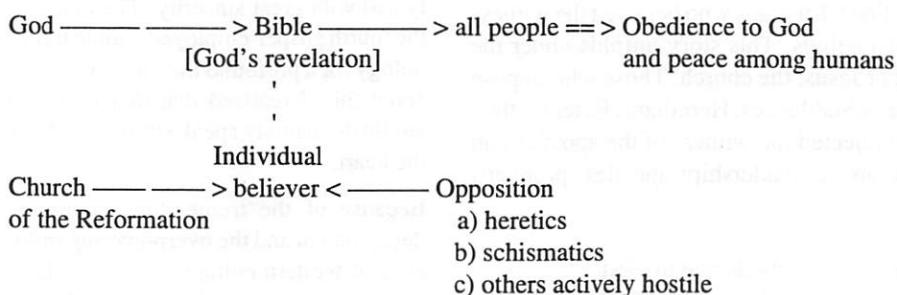 God ———————> Bible ———————> all people ==> Obedience to God
[God's revelation] and peace among humans
Individual
Church ——— ———> believer <———————Opposition
of the Reformation a) heretics
b) schismatics
c) others actively hostile